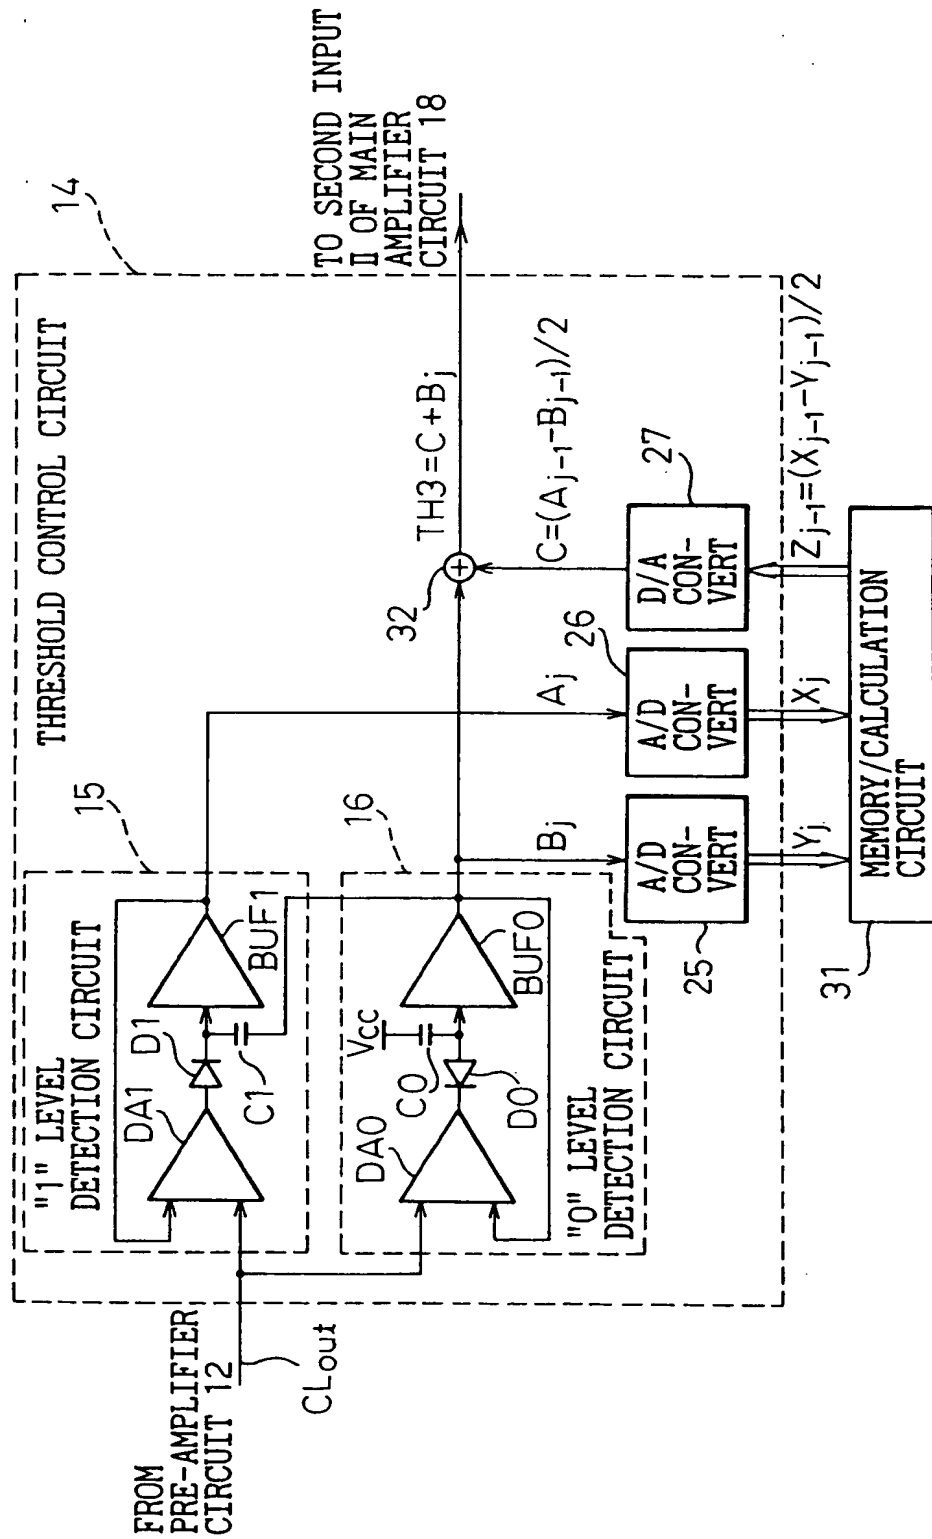 FROM
PRE-AMPLIFIER
CIRCUIT 12
CLout
THRESHOLD CONTROL CIRCUIT
14
"1" LEVEL
DETECTION CIRCUIT
15
DA1
D1
C1
BUF1
16
DA0
Vcc
C0
D0
BUF0
"0" LEVEL
DETECTION CIRCUIT
TO SECOND INPUT
II OF MAIN
AMPLIFIER
CIRCUIT 18
TH3=C+Bj
32
+
C=(Aj-1-Bj-1)/2
Aj
Bj
25
A/D
CON-
VERT
26
A/D
CON-
VERT
27
D/A
CON-
VERT
Yj
Xj
Zj-1=(Xj-1-Yj-1)/2
31
MEMORY/CALCULATION
CIRCUIT